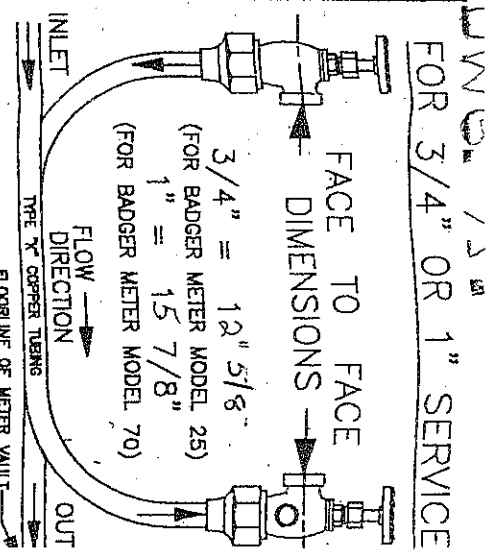 FOR 3/4" OR 1" SERVICE
FACE TO FACE
DIMENSIONS
3/4" = 12" 5/8"
(FOR BADGER METER MODEL 25)
1" = 15 7/8"
(FOR BADGER METER MODEL 70)
FLOW
DIRECTION
INLET
OUT
TYPE "K" COPPER TUBING
FLOORLINE OF METER VAULT